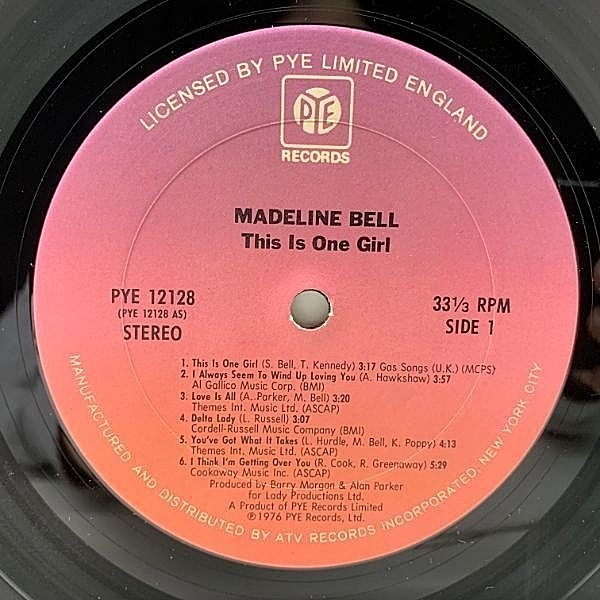 LICENSED BY PYE LIMITED ENGLAND
PYE
RECORDS
MADELINE BELL
This Is One Girl
PYE 12128
(PYE 12128 AS)
STEREO
33⅓ RPM
SIDE 1
1. This Is One Girl (S. Bell, T. Kennedy) 3:17 Gas Songs (U.K.) (MCPS)
2. I Always Seem To Wind Up Loving You (A. Hawkshaw) 3:57
Al Gallico Music Corp. (BMI)
3. Love Is All (A. Parker, M. Bell) 3:20
Themes Int. Music Ltd. (ASCAP)
4. Delta Lady (L. Russell) 3:07
Cordell-Russell Music Company (BMI)
5. You've Got What It Takes (L. Hurdle, M. Bell, K. Poppy) 4:13
Themes Int. Music Ltd. (ASCAP)
6. I Think I'm Getting Over You (R. Cook, R. Greenaway) 5:29
Cookaway Music Inc. (ASCAP)
Produced by Barry Morgan & Alan Parker
for Lady Productions Ltd.
A Product of PYE Records Limited
℗1976 PYE Records, Ltd.
MANUFACTURED AND DISTRIBUTED BY ATV RECORDS INCORPORATED, NEW YORK CITY